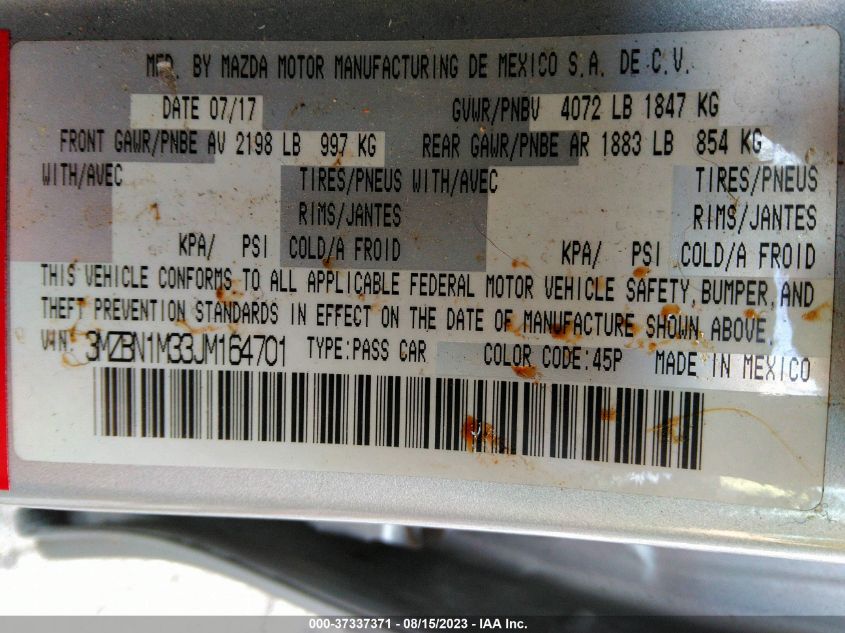 MFD. BY MAZDA MOTOR MANUFACTURING DE MEXICO S.A. DE C.V.
DATE 07/17 GVWR/PNBV 4072 LB 1847 KG
FRONT GAWR/PNBE AV 2198 LB 997 KG REAR GAWR/PNBE AR 1883 LB 854 KG
WITH/AVEC TIRES/PNEUS WITH/AVEC TIRES/PNEUS
RIMS/JANTES RIMS/JANTES
KPA/ PSI COLD/A FROID KPA/ PSI COLD/A FROID
THIS VEHICLE CONFORMS TO ALL APPLICABLE FEDERAL MOTOR VEHICLE SAFETY, BUMPER, AND
THEFT PREVENTION STANDARDS IN EFFECT ON THE DATE OF MANUFACTURE SHOWN ABOVE.
VIN: 3MZBN1M33JM164701 TYPE:PASS CAR COLOR CODE:45P MADE IN MEXICO
000-37337371 - 08/15/2023 - IAA Inc.